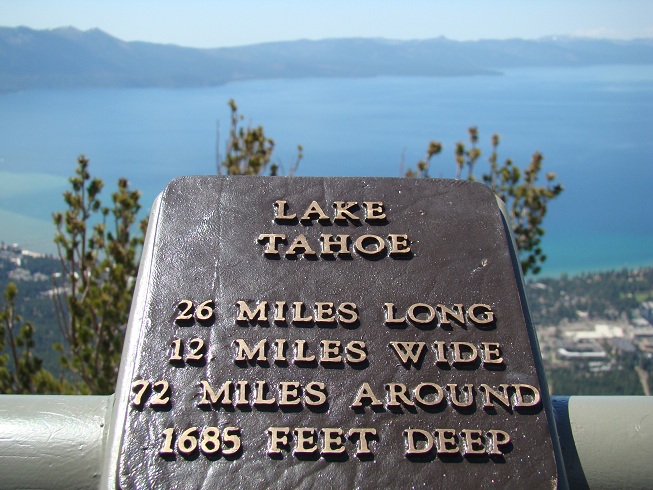 LAKE
TAHOE
26 MILES LONG
12 MILES WIDE
72 MILES AROUND
1685 FEET DEEP